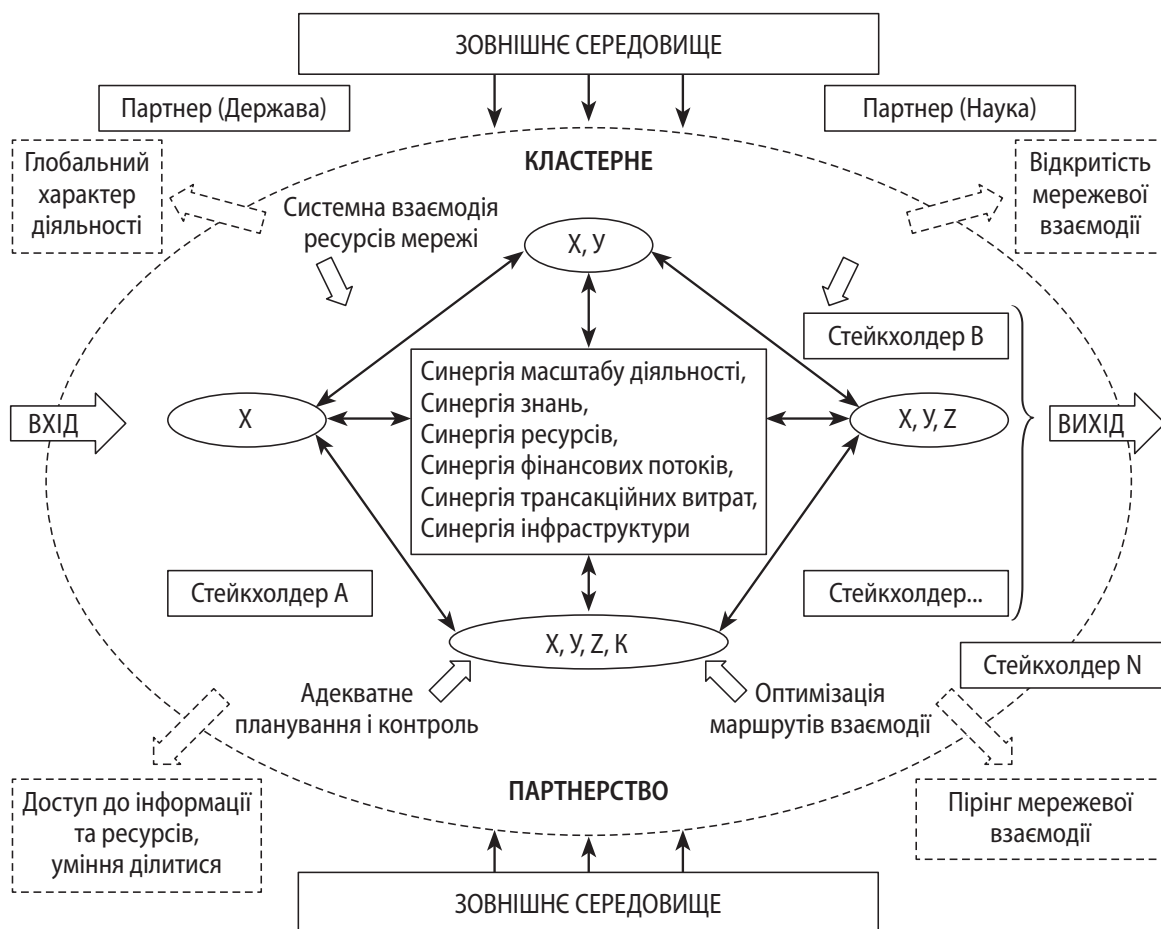 ЗОВНІШНЄ СЕРЕДОВИЩЕ
Партнер (Держава)
Партнер (Наука)
Глобальний
характер
діяльності
КЛАСТЕРНЕ
Відкритість
мережевої
взаємодії
Системна взаємодія
ресурсів мережі
Х, У
Стейкхолдер В
ВХІД
Х
Синергія масштабу діяльності,
Синергія знань,
Синергія ресурсів,
Синергія фінансових потоків,
Синергія трансакційних витрат,
Синергія інфраструктури
Х, У, Z
ВИХІД
Стейкхолдер А
Стейкхолдер...
Х, У, Z, К
Стейкхолдер N
Адекватне
планування і контроль
Оптимізація
маршрутів взаємодії
ПАРТНЕРСТВО
Доступ до інформації
та ресурсів,
уміння ділитися
Пірінг мережевої
взаємодії
ЗОВНІШНЄ СЕРЕДОВИЩЕ